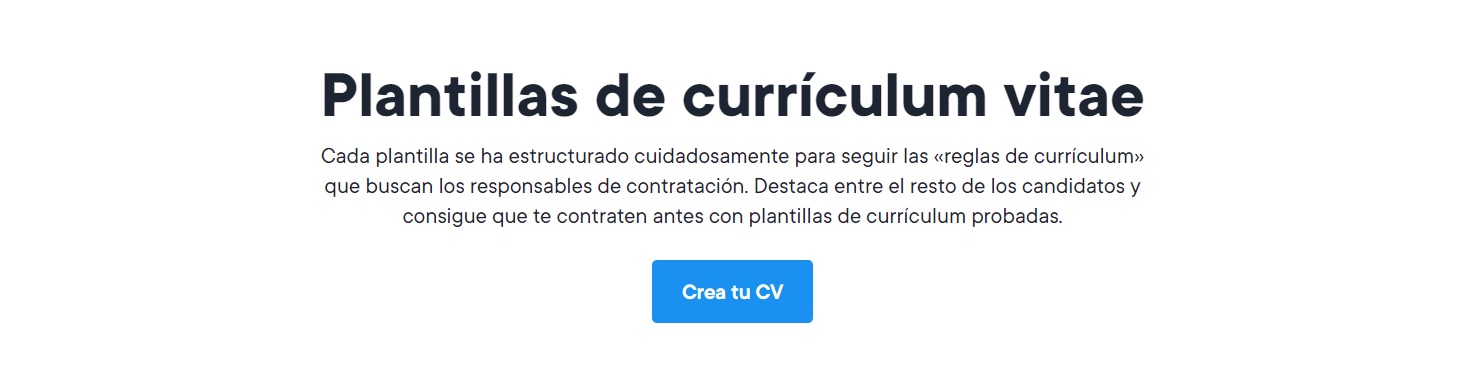 Plantillas de currículum vitae
Cada plantilla se ha estructurado cuidadosamente para seguir las «reglas de currículum»
que buscan los responsables de contratación. Destaca entre el resto de los candidatos y
consigue que te contraten antes con plantillas de currículum probadas.
Crea tu CV